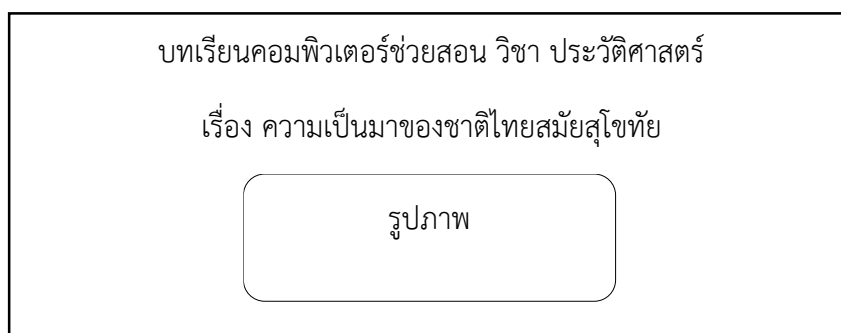 บทเรียนคอมพิวเตอร์ช่วยสอน วิชา ประวัติศาสตร์
เรื่อง ความเป็นมาของชาติไทยสมัยสุโขทัย
รูปภาพ